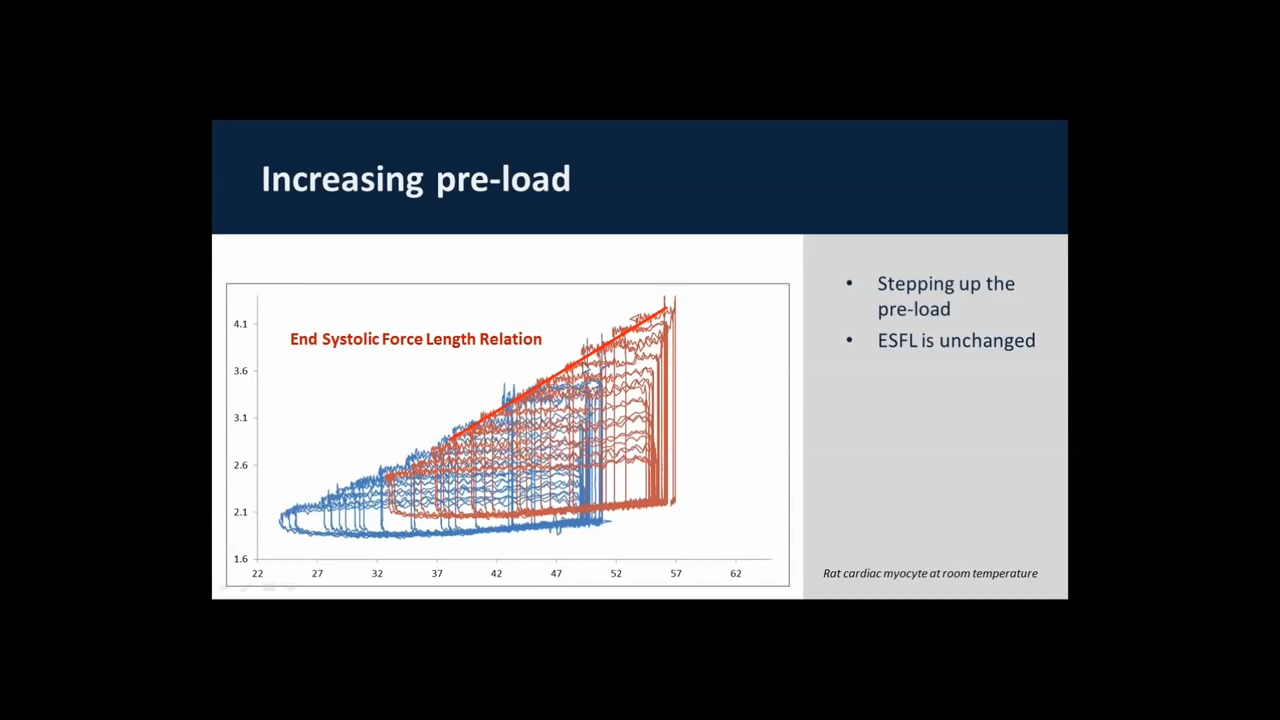 Increasing pre-load
End Systolic Force Length Relation
4.1
3.6
3.1
2.6
2.1
1.6
22 27 32 37 42 47 52 57 62
• Stepping up the
pre-load
• ESFL is unchanged
Rat cardiac myocyte at room temperature